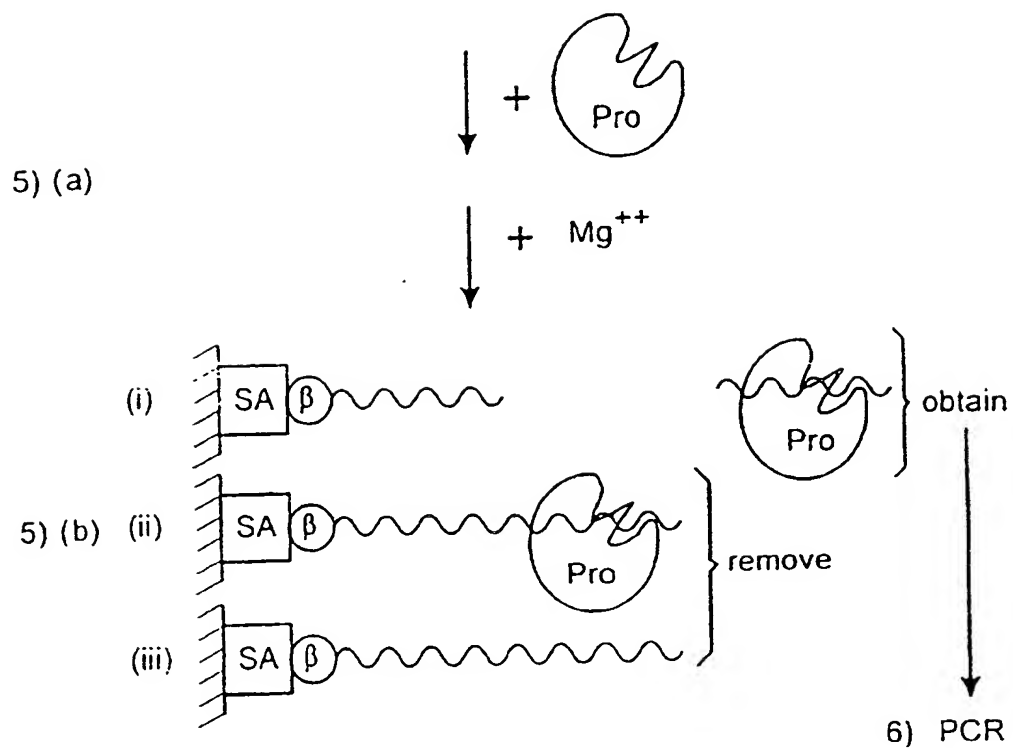 + Pro
5) (a)
+ Mg++
(i) SA β Pro obtain
5) (b) (ii) SA β Pro remove
(iii) SA β
6) PCR